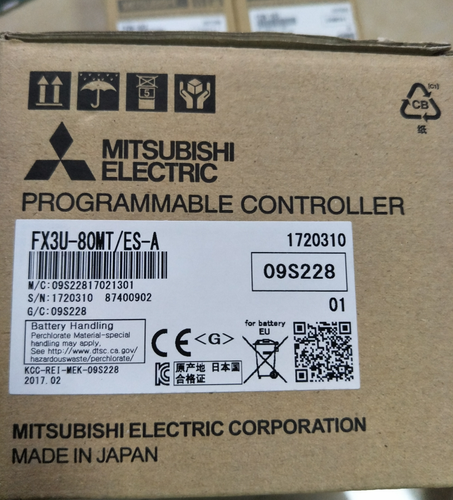 5
CB
纸
MITSUBISHI
ELECTRIC
PROGRAMMABLE CONTROLLER
FX3U-80MT/ES-A
1720310
M/C:09S22817021301
09S228
S/N:1720310 87400902
01
G/C:09S228
Battery Handling
Perchlorate Material-special
handling may apply.
See http://www.dtsc.ca.gov/
hazardouswaste/perchlorate/
CE <G>
for battery
EU
原产地 日本国
合格证
KCC-REI-MEK-09S228
2017.02
MITSUBISHI ELECTRIC CORPORATION
MADE IN JAPAN